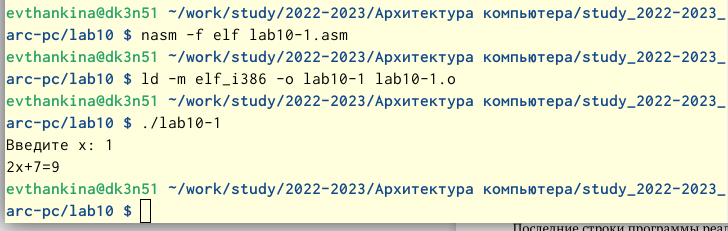 evthankina@dk3n51 ~/work/study/2022-2023/Архитектура компьютера/study_2022-2023_
arc-pc/lab10 $ nasm -f elf lab10-1.asm
evthankina@dk3n51 ~/work/study/2022-2023/Архитектура компьютера/study_2022-2023_
arc-pc/lab10 $ ld -m elf_i386 -o lab10-1 lab10-1.o
evthankina@dk3n51 ~/work/study/2022-2023/Архитектура компьютера/study_2022-2023_
arc-pc/lab10 $ ./lab10-1
Введите x: 1
2x+7=9
evthankina@dk3n51 ~/work/study/2022-2023/Архитектура компьютера/study_2022-2023_
arc-pc/lab10 $
Последние строки программы